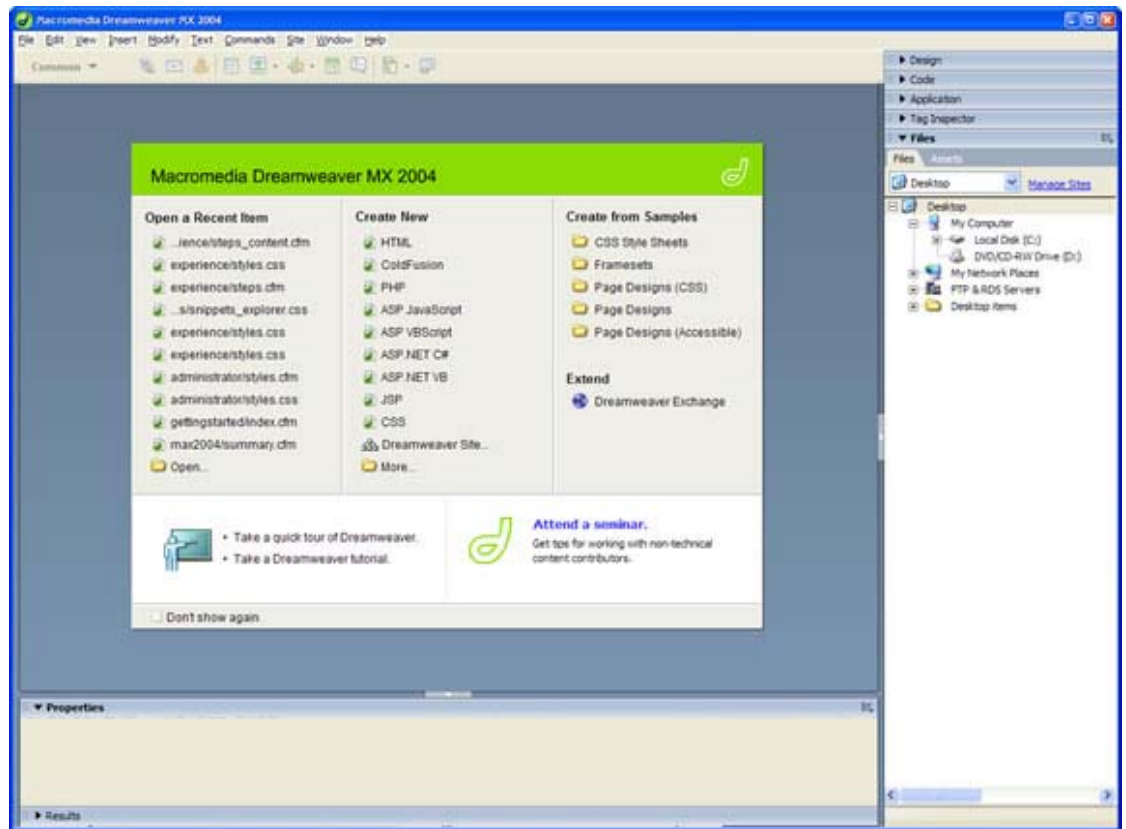 Macromedia Dreamweaver MX 2004
File Edit View Insert Modify Text Commands Site Window Help
Common
Design
Code
Application
Tag Inspector
Files
Files Assets
Desktop Manage Sites
Desktop
My Computer
Local Disk (C:)
DVD/CD-RW Drive (D:)
My Network Places
FTP & RDS Servers
Desktop items
Macromedia Dreamweaver MX 2004
Open a Recent Item
...ience/steps_content.cfm
experience/styles.css
experience/steps.cfm
...s/snippets_explorer.css
experience/styles.css
experience/styles.css
administrator/styles.cfm
administrator/styles.css
gettingstarted/index.cfm
max2004/summary.cfm
Open...
Create New
HTML
ColdFusion
PHP
ASP JavaScript
ASP VBScript
ASP.NET C#
ASP.NET VB
JSP
CSS
Dreamweaver Site...
More...
Create from Samples
CSS Style Sheets
Framesets
Page Designs (CSS)
Page Designs
Page Designs (Accessible)
Extend
Dreamweaver Exchange
• Take a quick tour of Dreamweaver.
• Take a Dreamweaver tutorial.
Attend a seminar.
Get tips for working with non-technical
content contributors.
Don't show again
Properties
Results